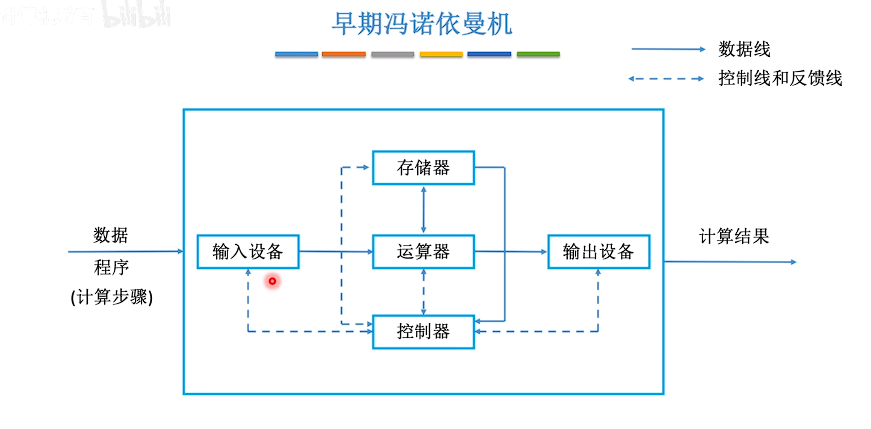 bilibili
早期冯诺依曼机
数据线
控制线和反馈线
存储器
数据
程序
(计算步骤)
输入设备
运算器
输出设备
计算结果
控制器